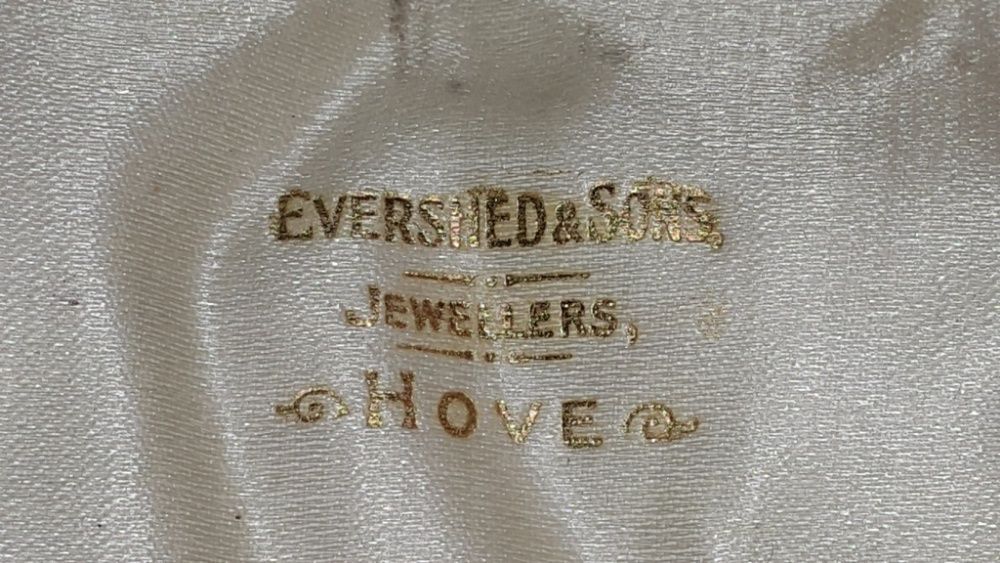 EVERSHED & SONS,
JEWELLERS,
HOVE